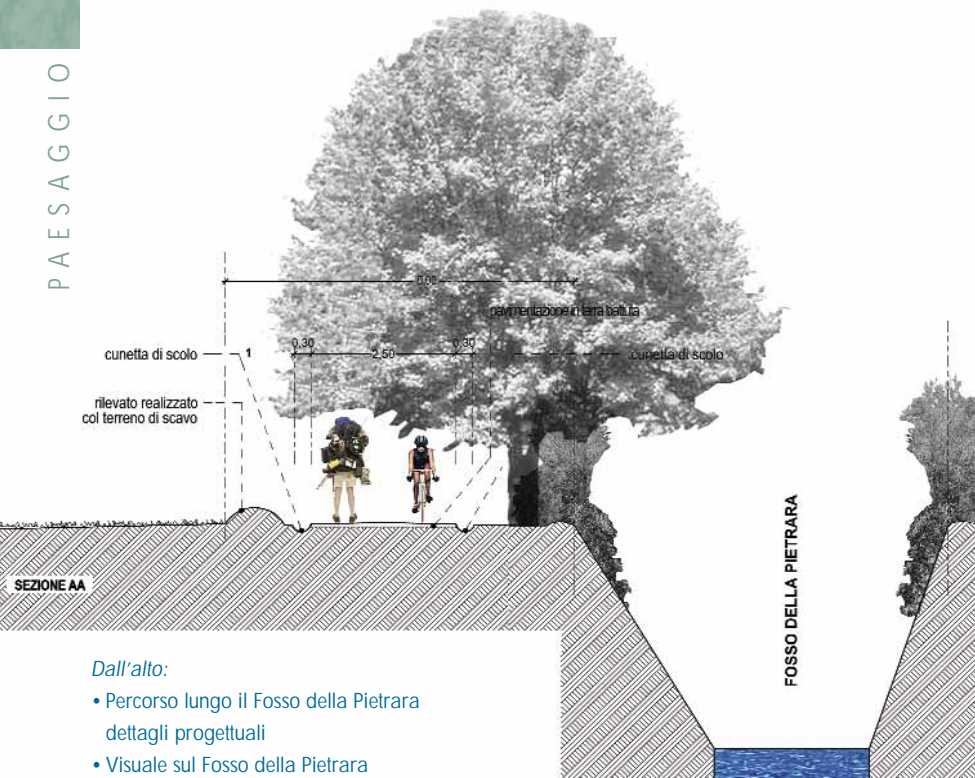 PAESAGGIO
6,00
pavimentazione in terra battuta
cunetta di scolo
1
0,30
2,50
0,30
cunetta di scolo
rilevato realizzato
col terreno di scavo
FOSSO DELLA PIETRARA
SEZIONE AA
Dall'alto:
• Percorso lungo il Fosso della Pietrara
dettagli progettuali
• Visuale sul Fosso della Pietrara